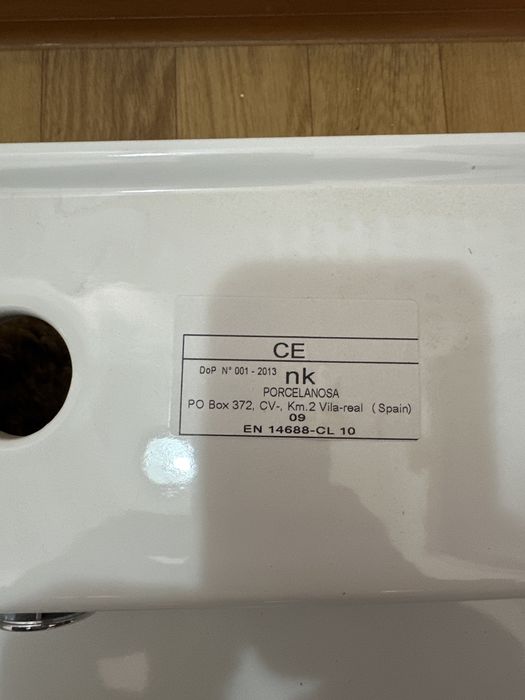 CE
DoP N° 001 - 2013 nk
PORCELANOSA
PO Box 372, CV-, Km.2 Vila-real (Spain)
09
EN 14688-CL 10